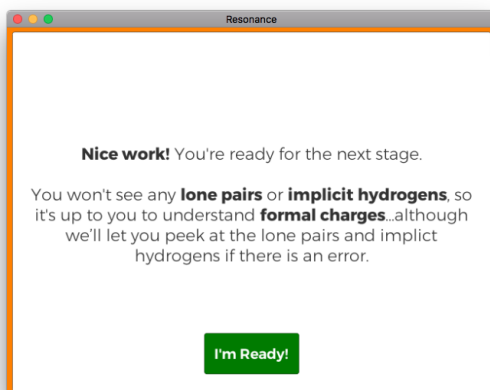 Resonance
Nice work! You're ready for the next stage.
You won't see any lone pairs or implicit hydrogens, so
it's up to you to understand formal charges...although
we'll let you peek at the lone pairs and implict
hydrogens if there is an error.
I'm Ready!